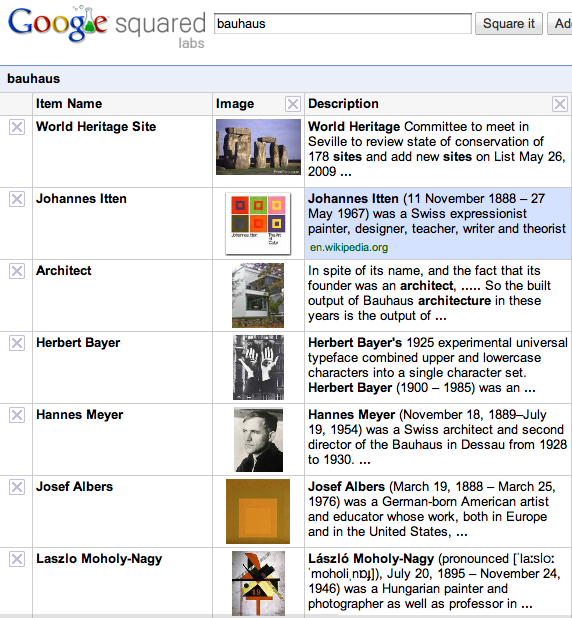 Google squared
labs
bauhaus
Square it
Ad
bauhaus
Item Name
Image
Description
World Heritage Site
World Heritage Committee to meet in
Seville to review state of conservation of
178 sites and add new sites on List May 26,
2009 ...
Johannes Itten
Johannes Itten
The Art
of
Color
Johannes Itten (11 November 1888 – 27
May 1967) was a Swiss expressionist
painter, designer, teacher, writer and theorist
en.wikipedia.org
Architect
In spite of its name, and the fact that its
founder was an architect, ..... So the built
output of Bauhaus architecture in these
years is the output of ...
Herbert Bayer
Herbert Bayer's 1925 experimental universal
typeface combined upper and lowercase
characters into a single character set.
Herbert Bayer (1900 – 1985) was an ...
Hannes Meyer
Hannes Meyer (November 18, 1889–July
19, 1954) was a Swiss architect and second
director of the Bauhaus in Dessau from 1928
to 1930. ...
Josef Albers
Josef Albers (March 19, 1888 – March 25,
1976) was a German-born American artist
and educator whose work, both in Europe
and in the United States, ...
Laszlo Moholy-Nagy
19
László Moholy-Nagy (pronounced [ˈlaːsloː
ˈmoholiˌnɒɟ]), July 20, 1895 – November 24,
1946) was a Hungarian painter and
photographer as well as professor in ...